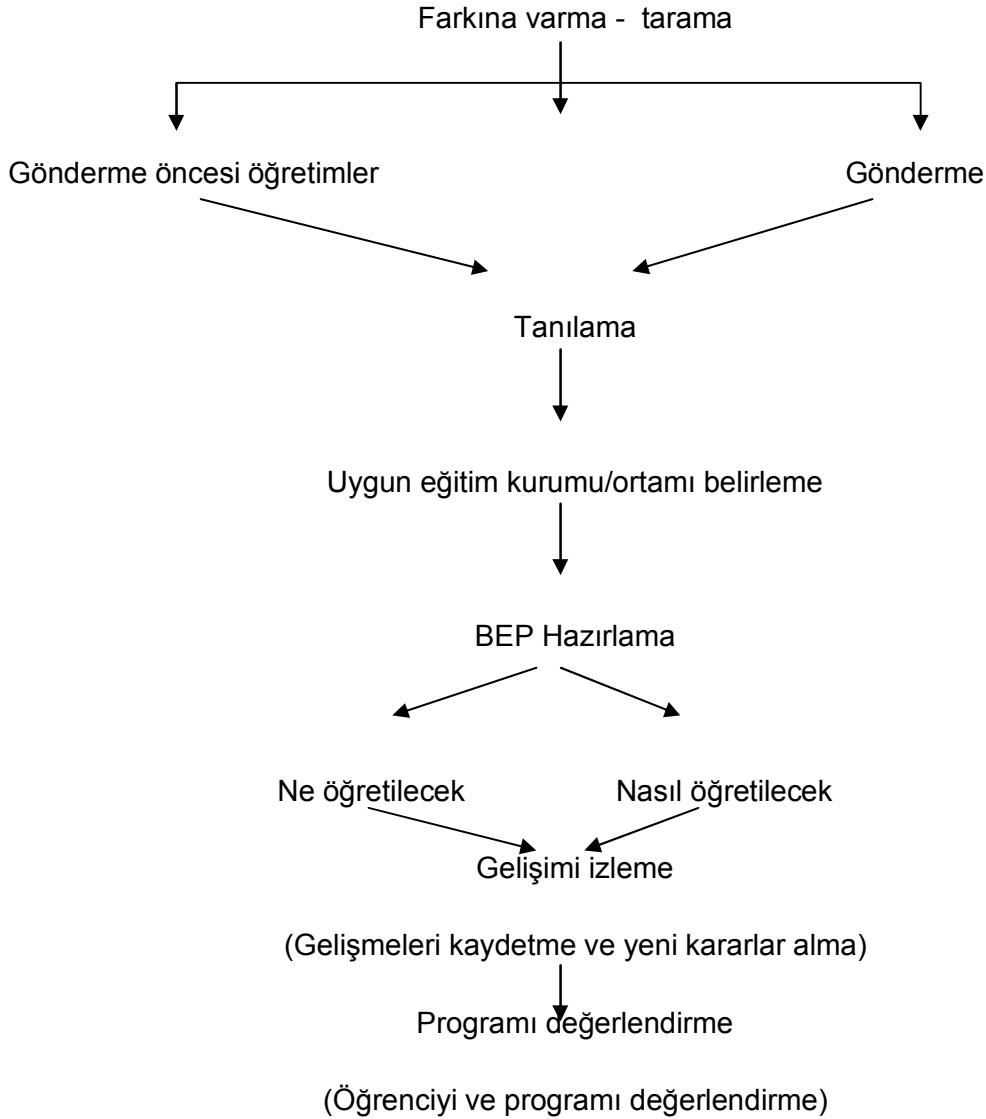 Farkına varma - tarama
Gönderme öncesi öğretimler
Gönderme
Tanılama
Uygun eğitim kurumu/ortamı belirleme
BEP Hazırlama
Ne öğretilecek
Nasıl öğretilecek
Gelişimi izleme
(Gelişmeleri kaydetme ve yeni kararlar alma)
Programı değerlendirme
(Öğrenciyi ve programı değerlendirme)